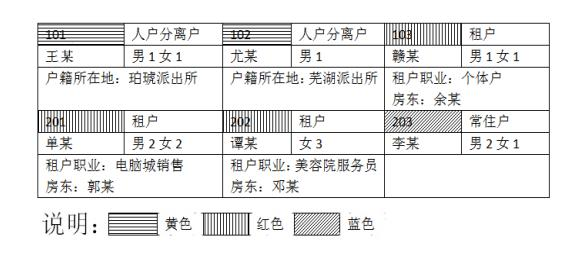 101 人户分离户 102 人户分离户 103 租户
王某 男1女1 尤某 男1 赣某 男1女1
户籍所在地：珀琥派出所 户籍所在地：芜湖派出所 租户职业：个体户
房东：余某
201 租户 202 租户 203 常住户
单某 男2女2 谭某 女3 李某 男2女1
租户职业：电脑城销售 租户职业：美容院服务员
房东：郭某 房东：邓某
说明： 黄色 红色 蓝色